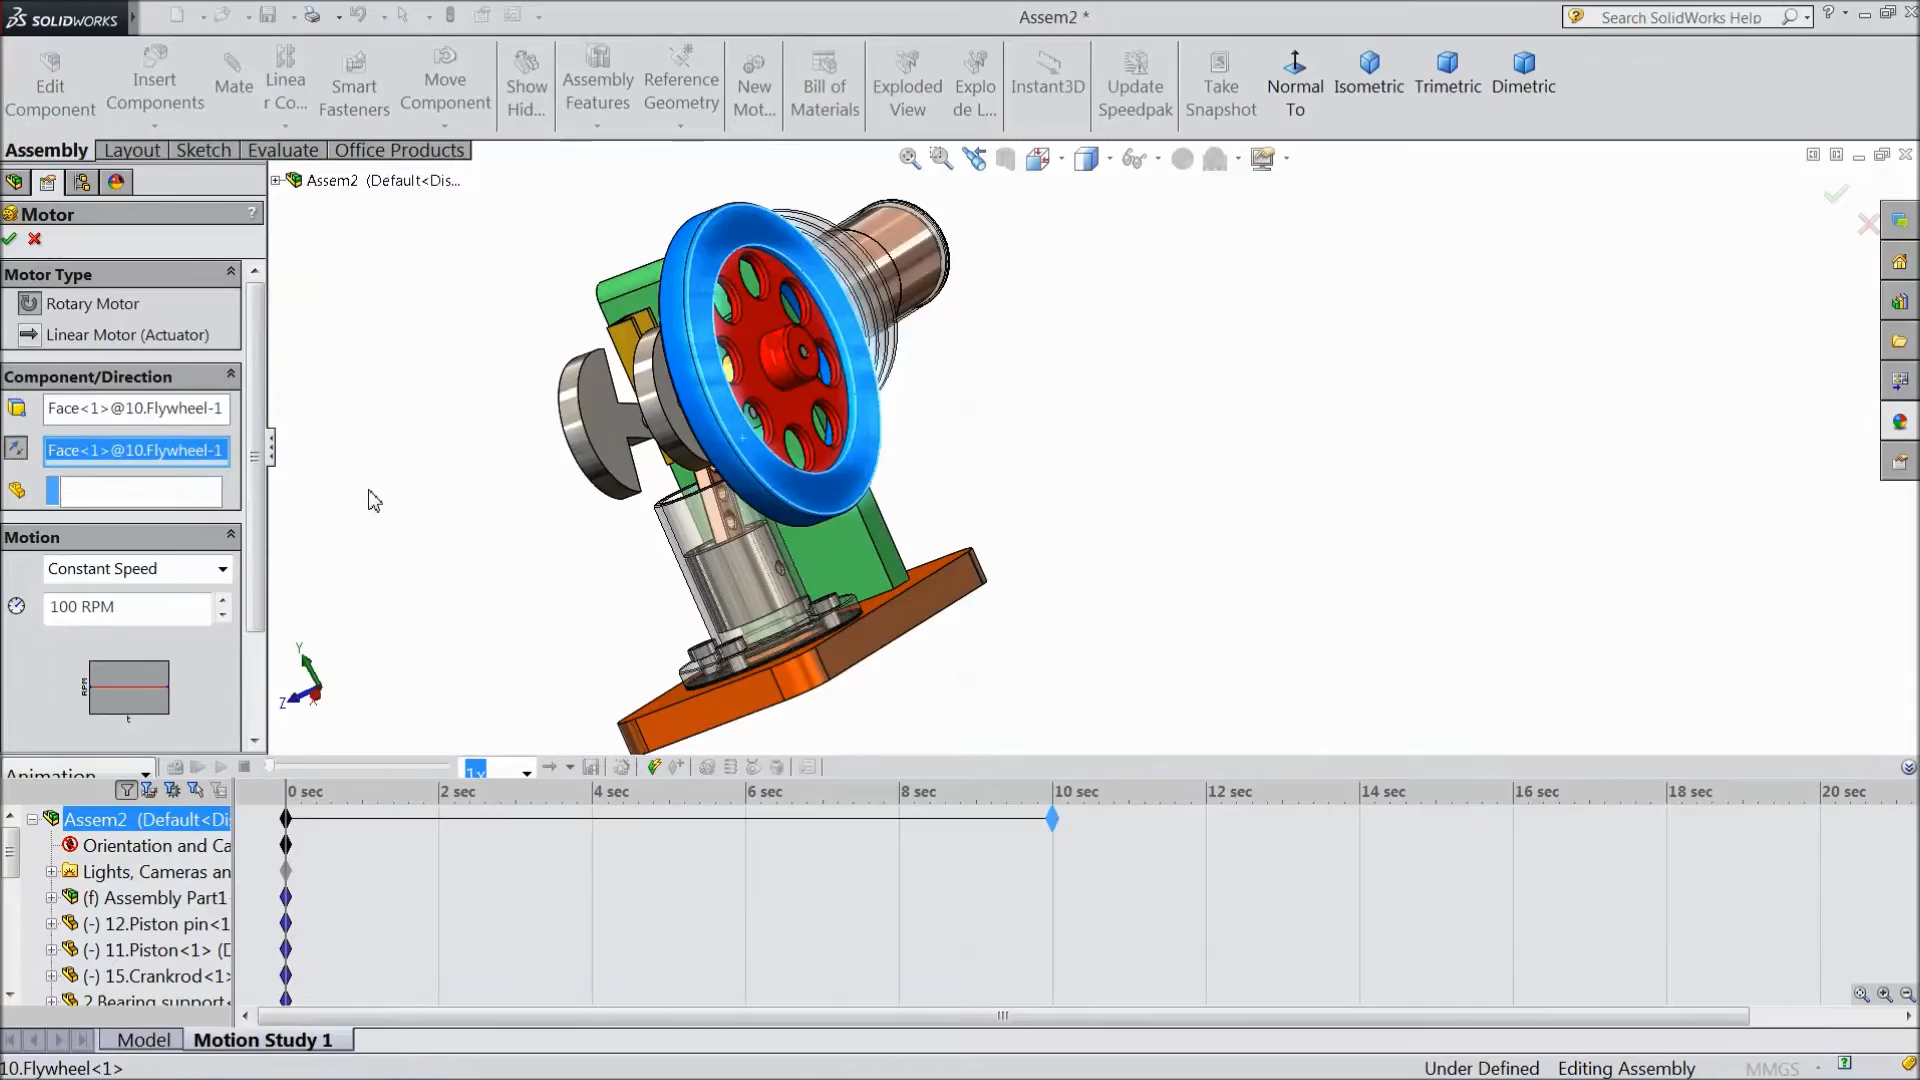 SOLIDWORKS
Assem2 *
Search SolidWorks Help
?
Edit Component
Insert Components
Mate
Linea r Co...
Smart Fasteners
Move Component
Show Hid...
Assembly Features
Reference Geometry
New Mot...
Bill of Materials
Exploded View
Explo de L...
Instant3D
Update Speedpak
Take Snapshot
Normal To
Isometric
Trimetric
Dimetric
Assembly Layout Sketch Evaluate Office Products
Assem2 (Default<Dis...
Motor ?
Motor Type
Rotary Motor
Linear Motor (Actuator)
Component/Direction
Face<1>@10.Flywheel-1
Face<1>@10.Flywheel-1
Motion
Constant Speed
100 RPM
RPM
t
Y
Z
X
Animation
1x
0 sec 2 sec 4 sec 6 sec 8 sec 10 sec 12 sec 14 sec 16 sec 18 sec 20 sec
Assem2 (Default<Di
Orientation and Ca
Lights, Cameras an
(f) Assembly Part1
(-) 12.Piston pin<1
(-) 11.Piston<1> (D
(-) 15.Crankrod<1>
2.Bearing support<
Model Motion Study 1
10.Flywheel<1>
Under Defined Editing Assembly MMGS ?